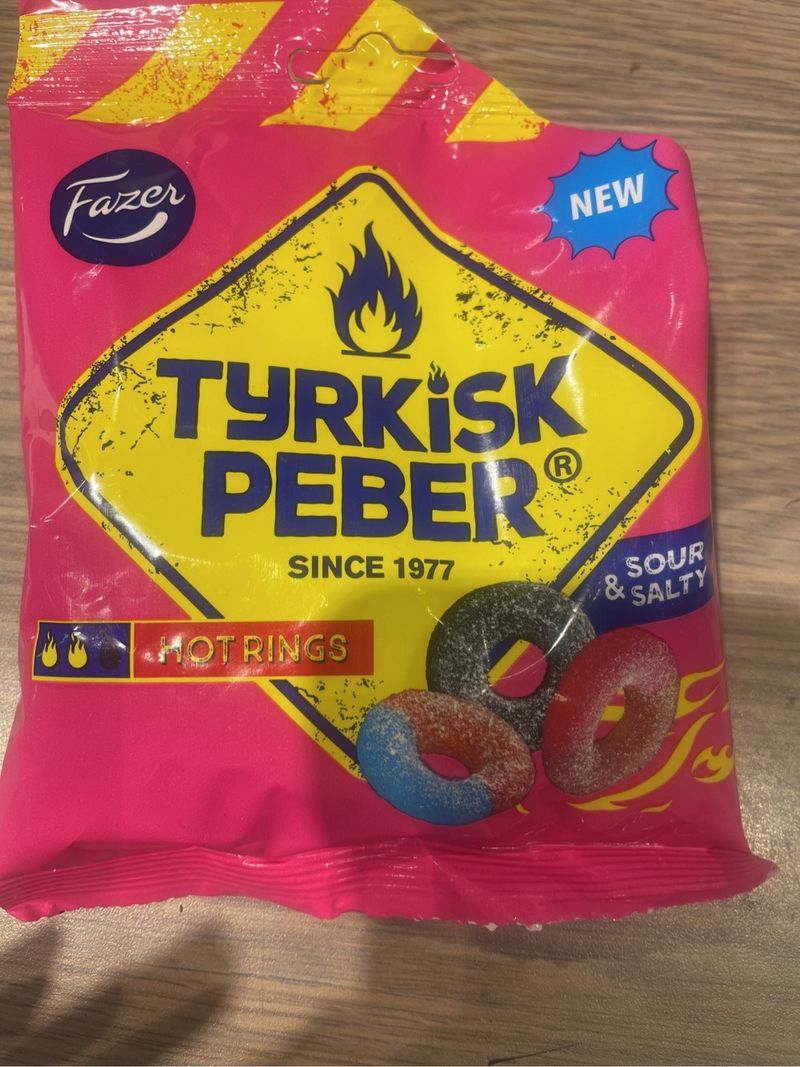 Fazer
NEW
TYRKISK
PEBER®
SINCE 1977
SOUR
& SALTY
HOT RINGS